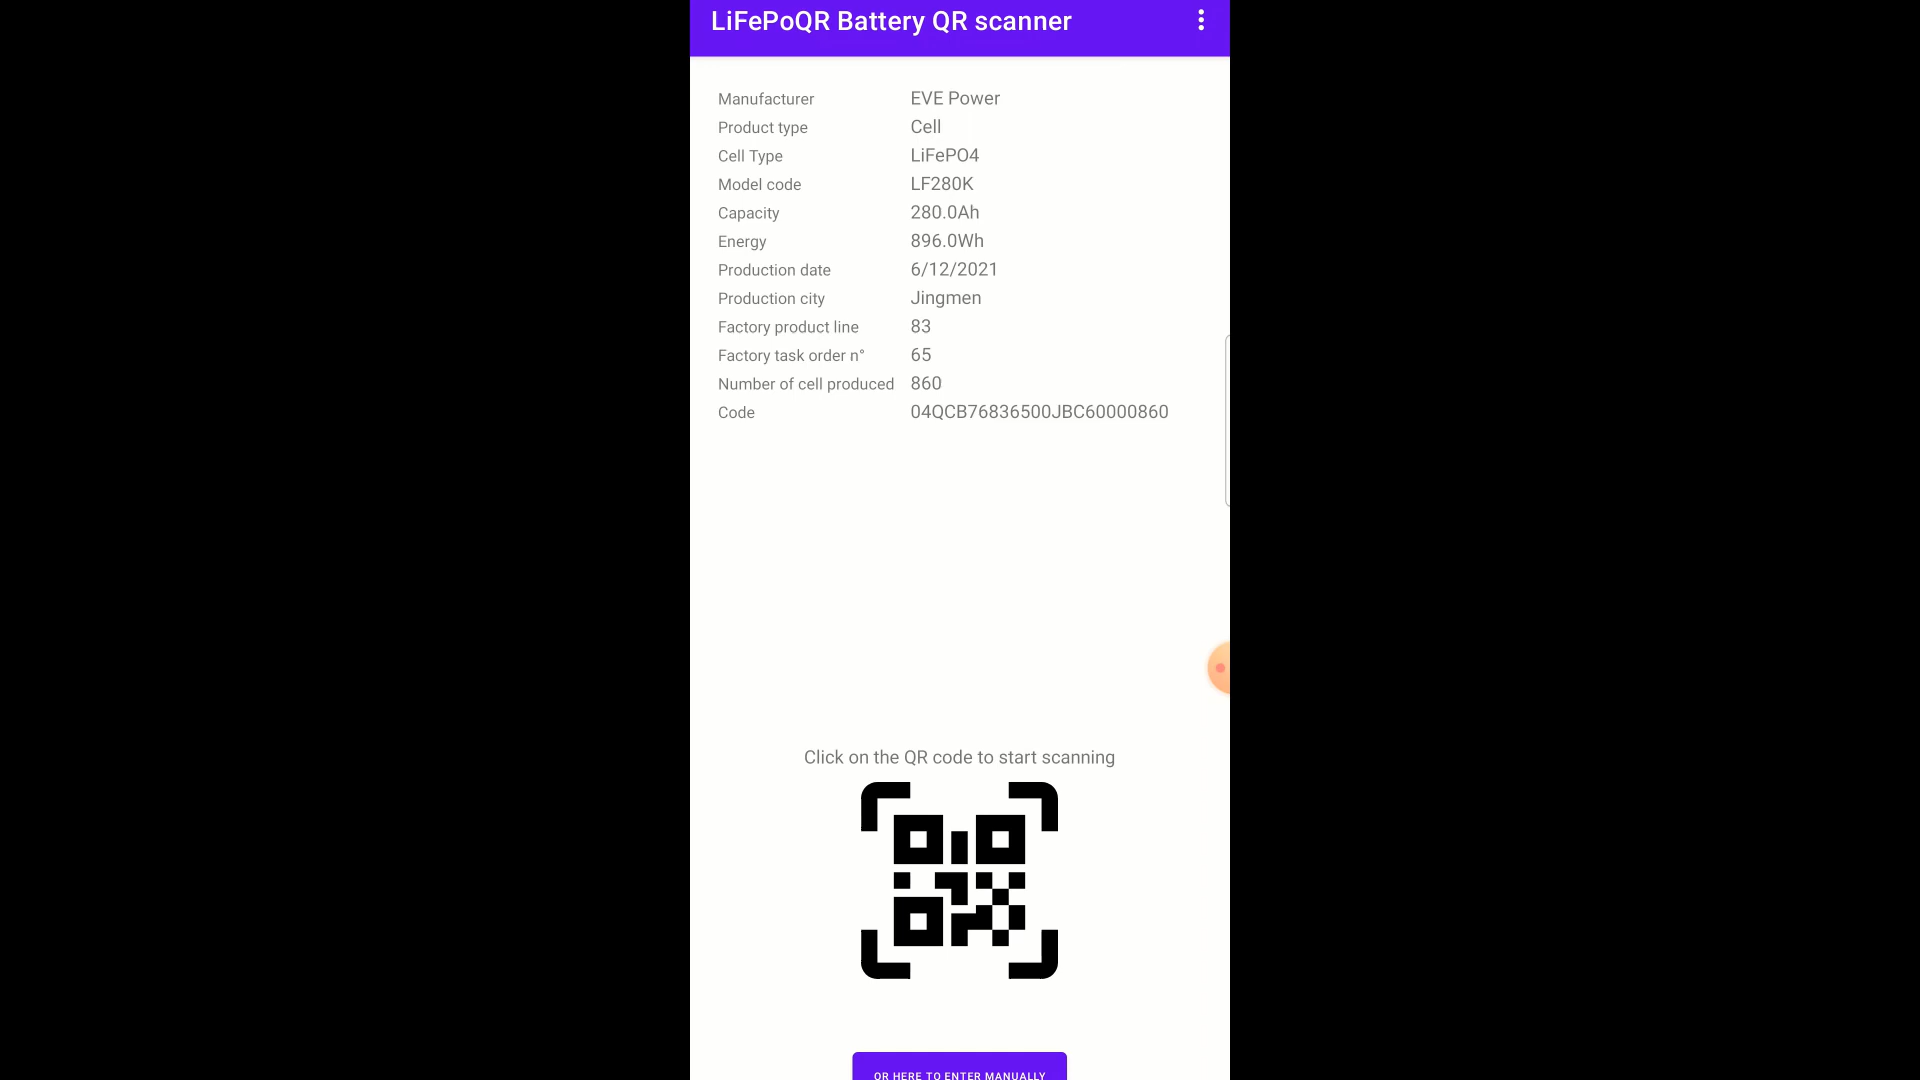 LiFePoQR Battery QR scanner
Manufacturer EVE Power
Product type Cell
Cell Type LiFePO4
Model code LF280K
Capacity 280.0Ah
Energy 896.0Wh
Production date 6/12/2021
Production city Jingmen
Factory product line 83
Factory task order n° 65
Number of cell produced 860
Code 04QCB76836500JBC60000860
Click on the QR code to start scanning
OR HERE TO ENTER MANUALLY